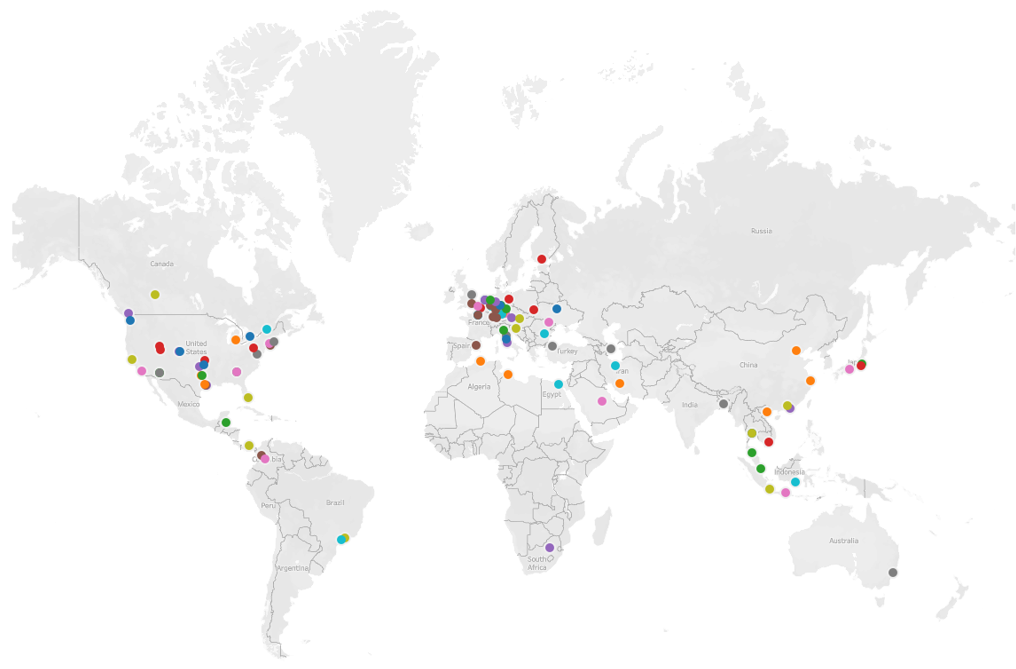 Russia
Canada
United
States
France
Spain
Turkey
Iran
China
Algeria
Egypt
India
Mexico
Indonesia
Peru
Brazil
Argentina
South
Africa
Australia